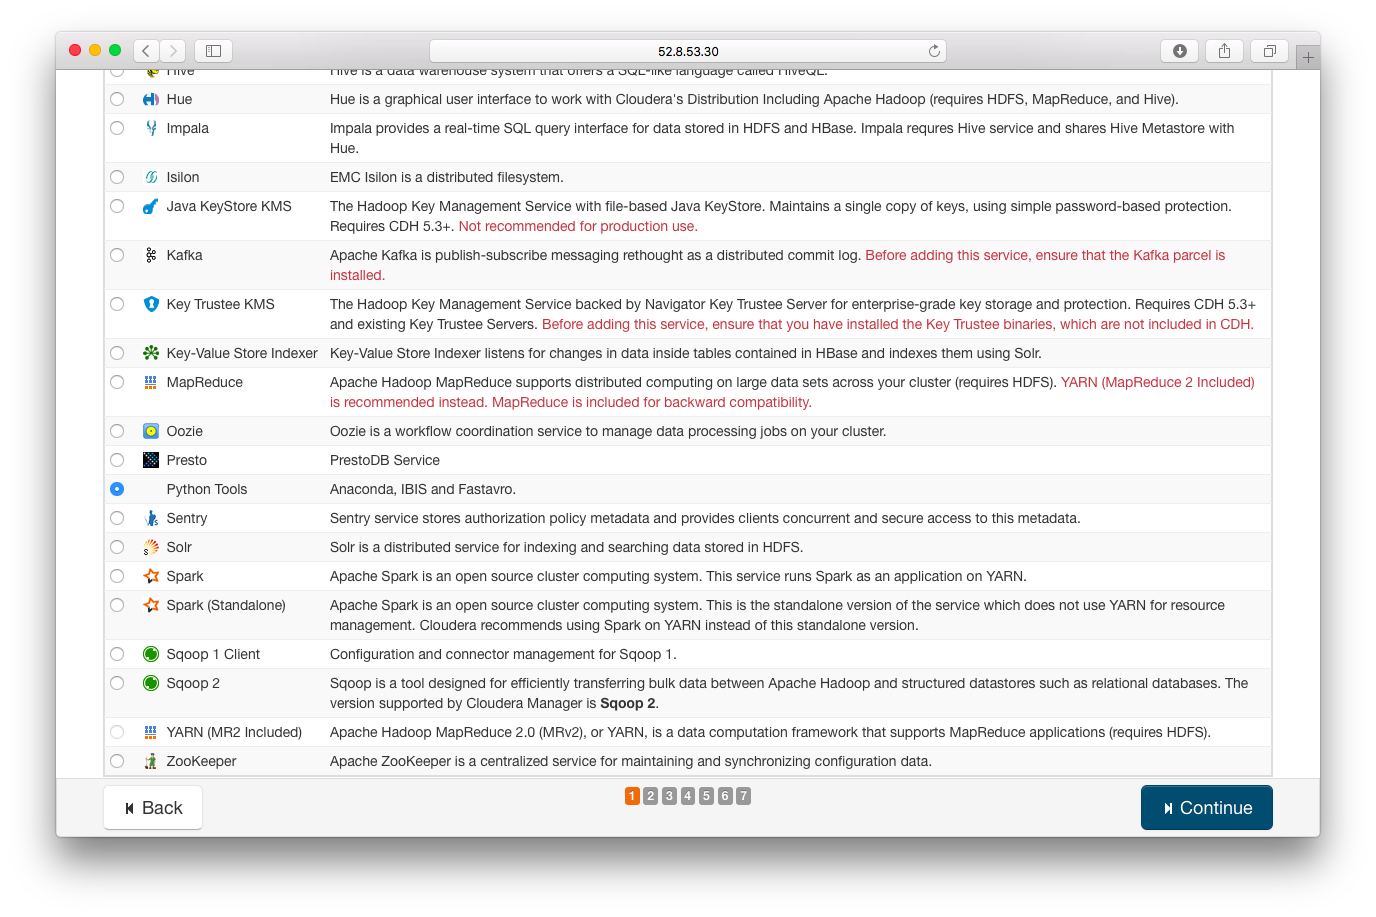 52.8.53.30
Hive Hive is a data warehouse system that offers a SQL-like language called HiveQL.
Hue Hue is a graphical user interface to work with Cloudera's Distribution Including Apache Hadoop (requires HDFS, MapReduce, and Hive).
Impala Impala provides a real-time SQL query interface for data stored in HDFS and HBase. Impala requres Hive service and shares Hive Metastore with
Hue.
Isilon EMC Isilon is a distributed filesystem.
Java KeyStore KMS The Hadoop Key Management Service with file-based Java KeyStore. Maintains a single copy of keys, using simple password-based protection.
Requires CDH 5.3+. Not recommended for production use.
Kafka Apache Kafka is publish-subscribe messaging rethought as a distributed commit log. Before adding this service, ensure that the Kafka parcel is
installed.
Key Trustee KMS The Hadoop Key Management Service backed by Navigator Key Trustee Server for enterprise-grade key storage and protection. Requires CDH 5.3+
and existing Key Trustee Servers. Before adding this service, ensure that you have installed the Key Trustee binaries, which are not included in CDH.
Key-Value Store Indexer Key-Value Store Indexer listens for changes in data inside tables contained in HBase and indexes them using Solr.
MapReduce Apache Hadoop MapReduce supports distributed computing on large data sets across your cluster (requires HDFS). YARN (MapReduce 2 Included)
is recommended instead. MapReduce is included for backward compatibility.
Oozie Oozie is a workflow coordination service to manage data processing jobs on your cluster.
Presto PrestoDB Service
Python Tools Anaconda, IBIS and Fastavro.
Sentry Sentry service stores authorization policy metadata and provides clients concurrent and secure access to this metadata.
Solr Solr is a distributed service for indexing and searching data stored in HDFS.
Spark Apache Spark is an open source cluster computing system. This service runs Spark as an application on YARN.
Spark (Standalone) Apache Spark is an open source cluster computing system. This is the standalone version of the service which does not use YARN for resource
management. Cloudera recommends using Spark on YARN instead of this standalone version.
Sqoop 1 Client Configuration and connector management for Sqoop 1.
Sqoop 2 Sqoop is a tool designed for efficiently transferring bulk data between Apache Hadoop and structured datastores such as relational databases. The
version supported by Cloudera Manager is Sqoop 2.
YARN (MR2 Included) Apache Hadoop MapReduce 2.0 (MRv2), or YARN, is a data computation framework that supports MapReduce applications (requires HDFS).
ZooKeeper Apache ZooKeeper is a centralized service for maintaining and synchronizing configuration data.
Back 1 2 3 4 5 6 7 Continue